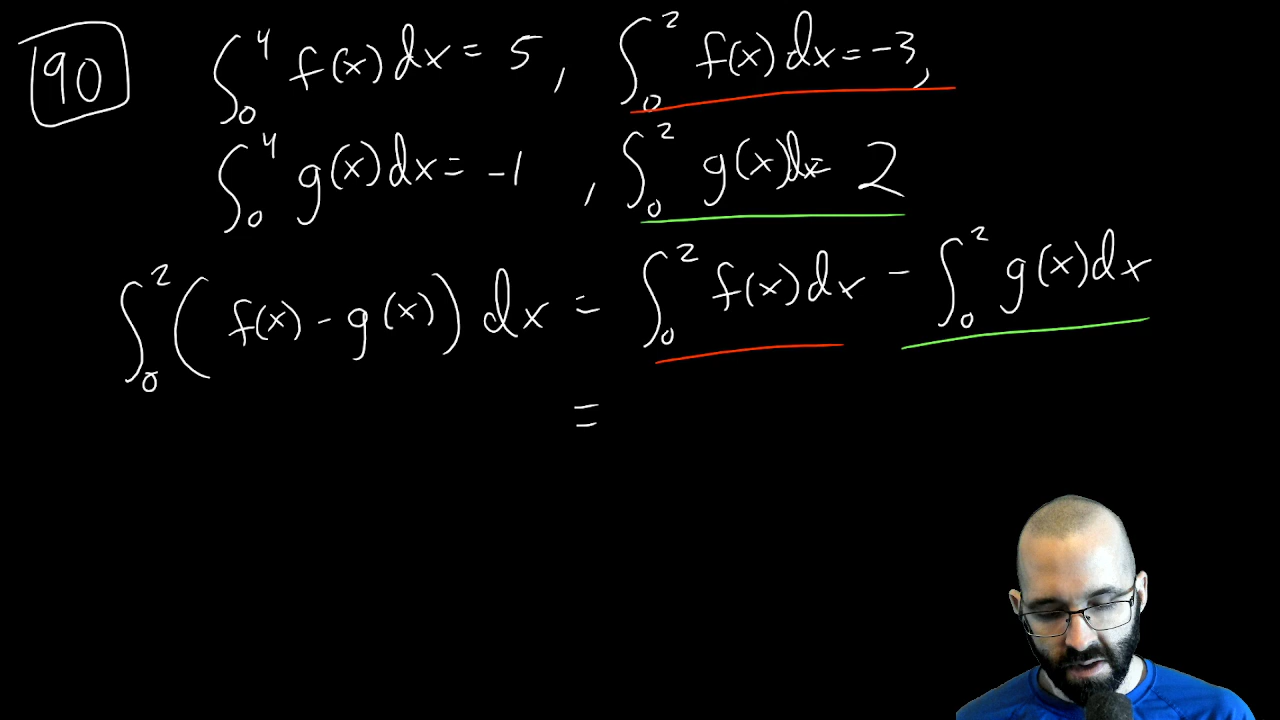 90 ∫₀⁴ f(x) dx = 5, ∫₀² f(x) dx = -3,
∫₀⁴ g(x) dx = -1, ∫₀² g(x) dx = 2
∫₀² (f(x) - g(x)) dx = ∫₀² f(x) dx - ∫₀² g(x) dx
=